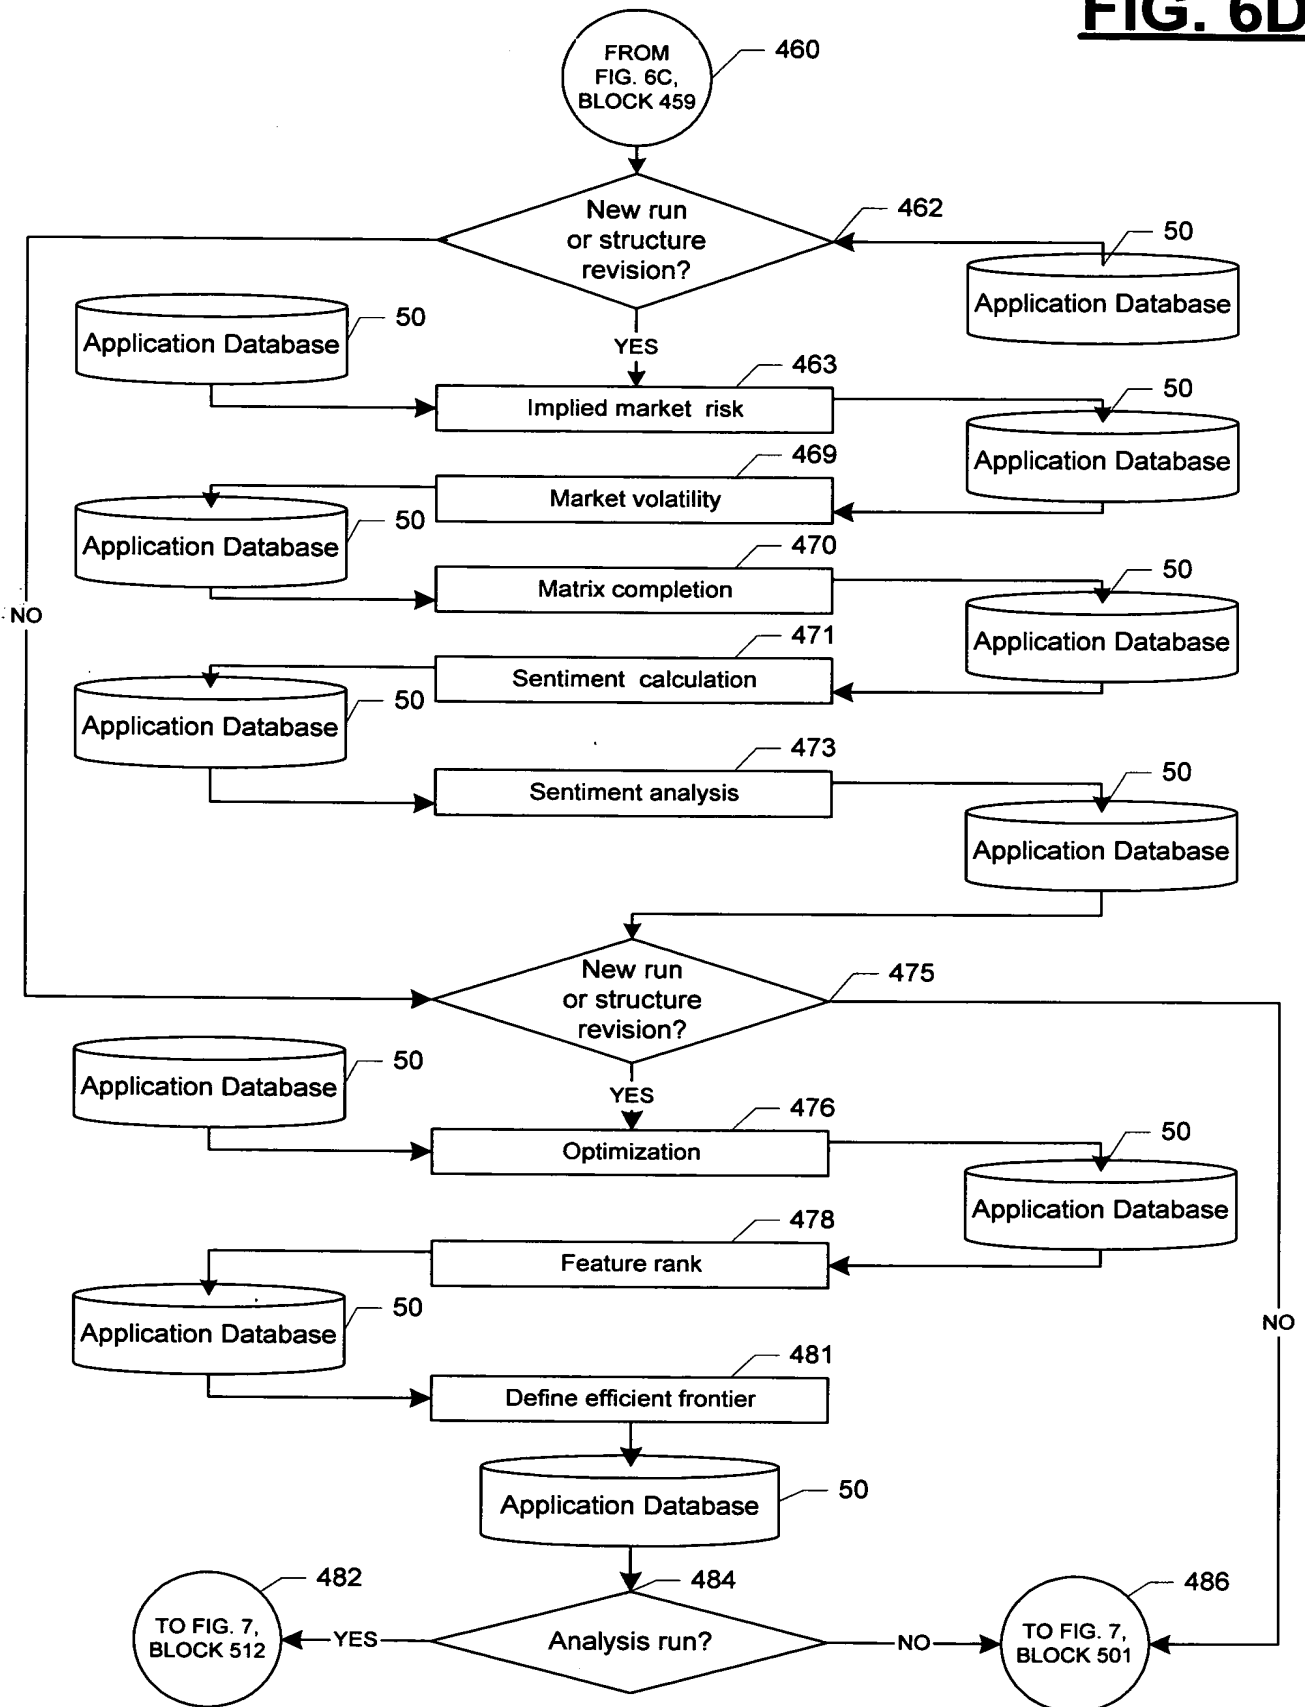 FIG. 6D
FROM
FIG. 6C,
BLOCK 459
460
New run
or structure
revision?
462
50
Application Database
Application Database
50
YES
463
Implied market risk
50
Application Database
469
Market volatility
50
Application Database
470
Matrix completion
50
Application Database
NO
471
Sentiment calculation
50
Application Database
473
Sentiment analysis
50
Application Database
New run
or structure
revision?
475
50
Application Database
YES
476
Optimization
50
Application Database
478
Feature rank
50
Application Database
NO
481
Define efficient frontier
Application Database
50
482
TO FIG. 7,
BLOCK 512
YES
484
Analysis run?
NO
486
TO FIG. 7,
BLOCK 501